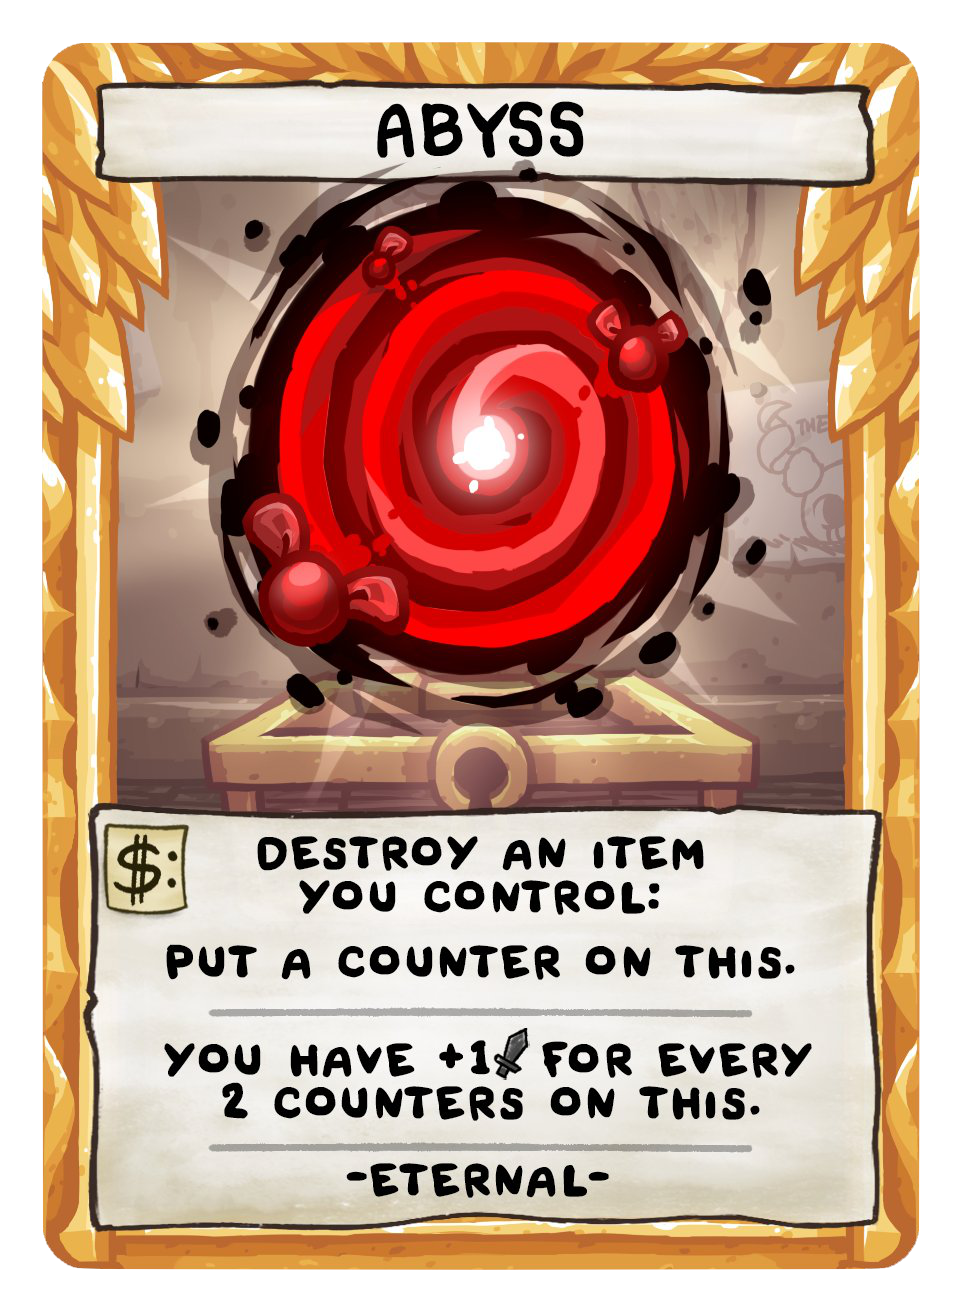 ABYSS
THE
$:
DESTROY AN ITEM
YOU CONTROL:
PUT A COUNTER ON THIS.
YOU HAVE +1 FOR EVERY
2 COUNTERS ON THIS.
-ETERNAL-